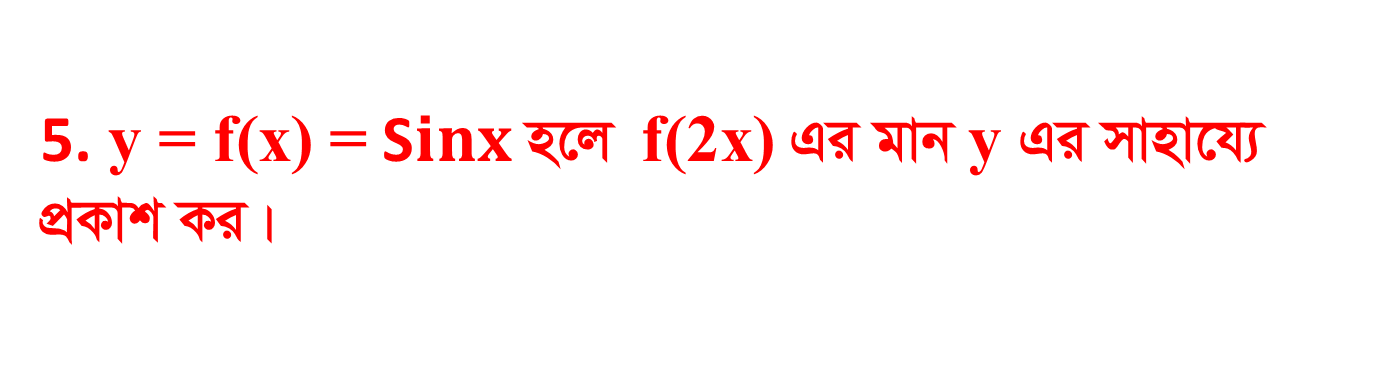 5. y = f(x) = Sinx হলে f(2x) এর মান y এর সাহায্যে
প্রকাশ কর।